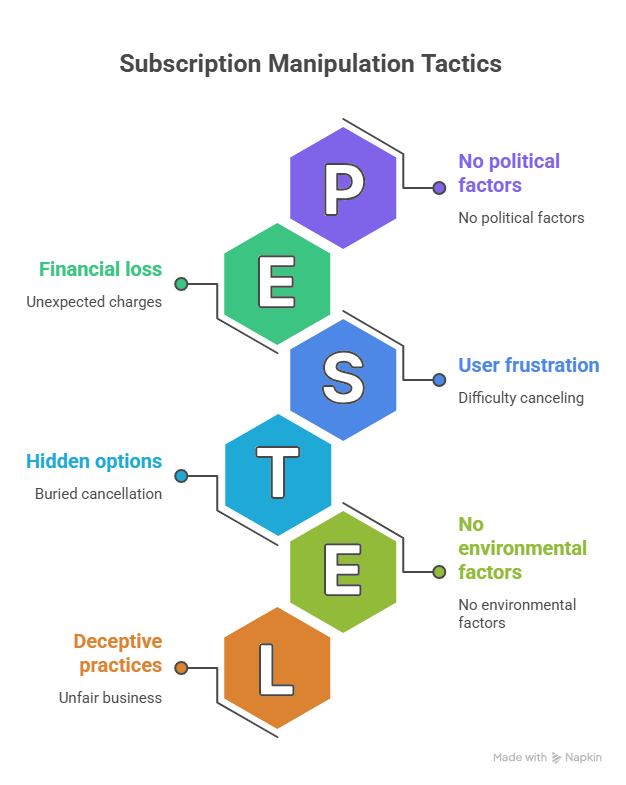 Subscription Manipulation Tactics
P
No political
factors
No political factors
E
Financial loss
Unexpected charges
S
User frustration
Difficulty canceling
T
Hidden options
Buried cancellation
E
No
environmental
factors
No environmental
factors
L
Deceptive
practices
Unfair business
Made with Napkin